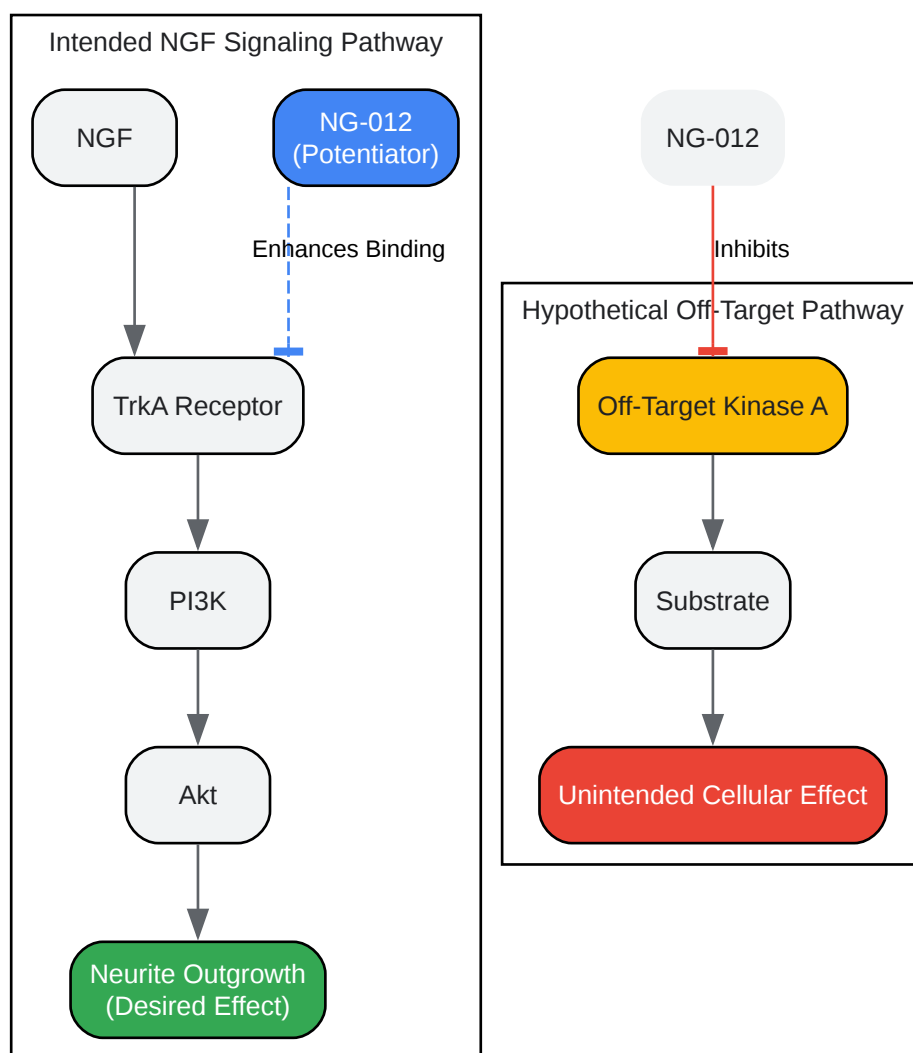 Intended NGF Signaling Pathway
NGF
NG-012
(Potentiator)
Enhances Binding
TrkA Receptor
PI3K
Akt
Neurite Outgrowth
(Desired Effect)
NG-012
Inhibits
Hypothetical Off-Target Pathway
Off-Target Kinase A
Substrate
Unintended Cellular Effect